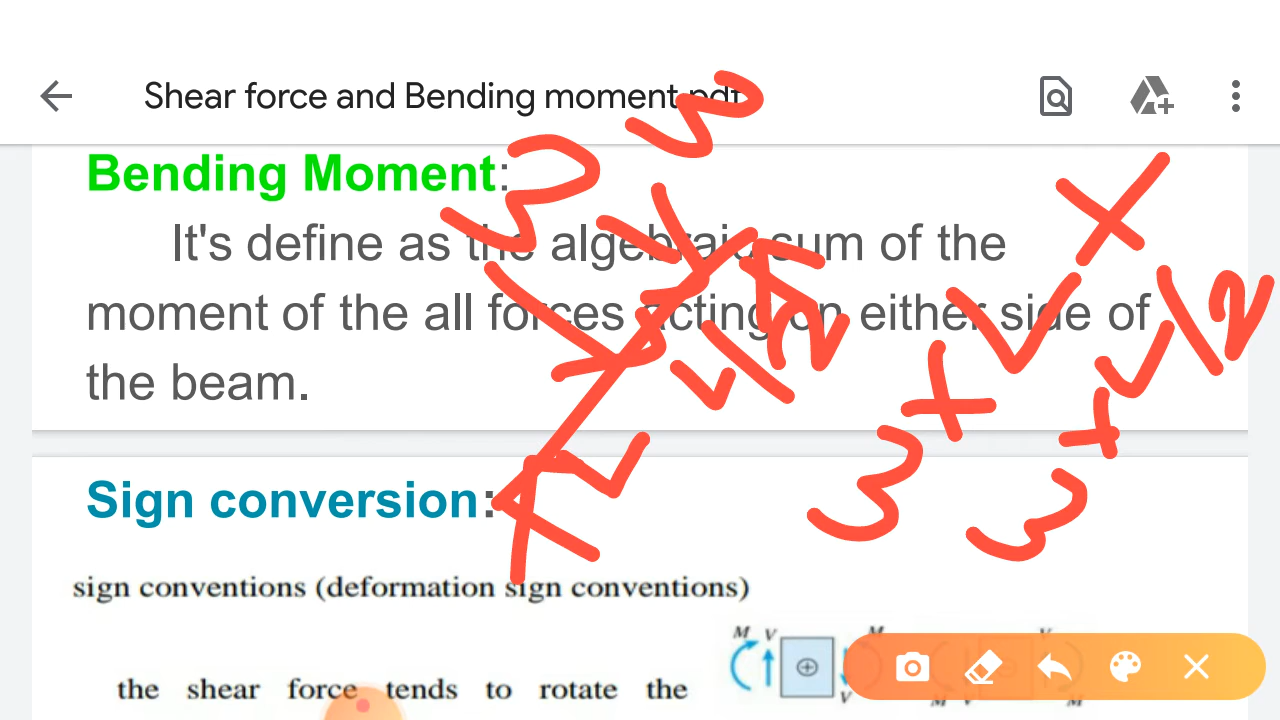 Shear force and Bending moment.pdf
Bending Moment:
It's define as the algebraic sum of the
moment of the all forces acting on either side of
the beam.
Sign conversion:
sign conventions (deformation sign conventions)
M V
the shear force tends to rotate the
V